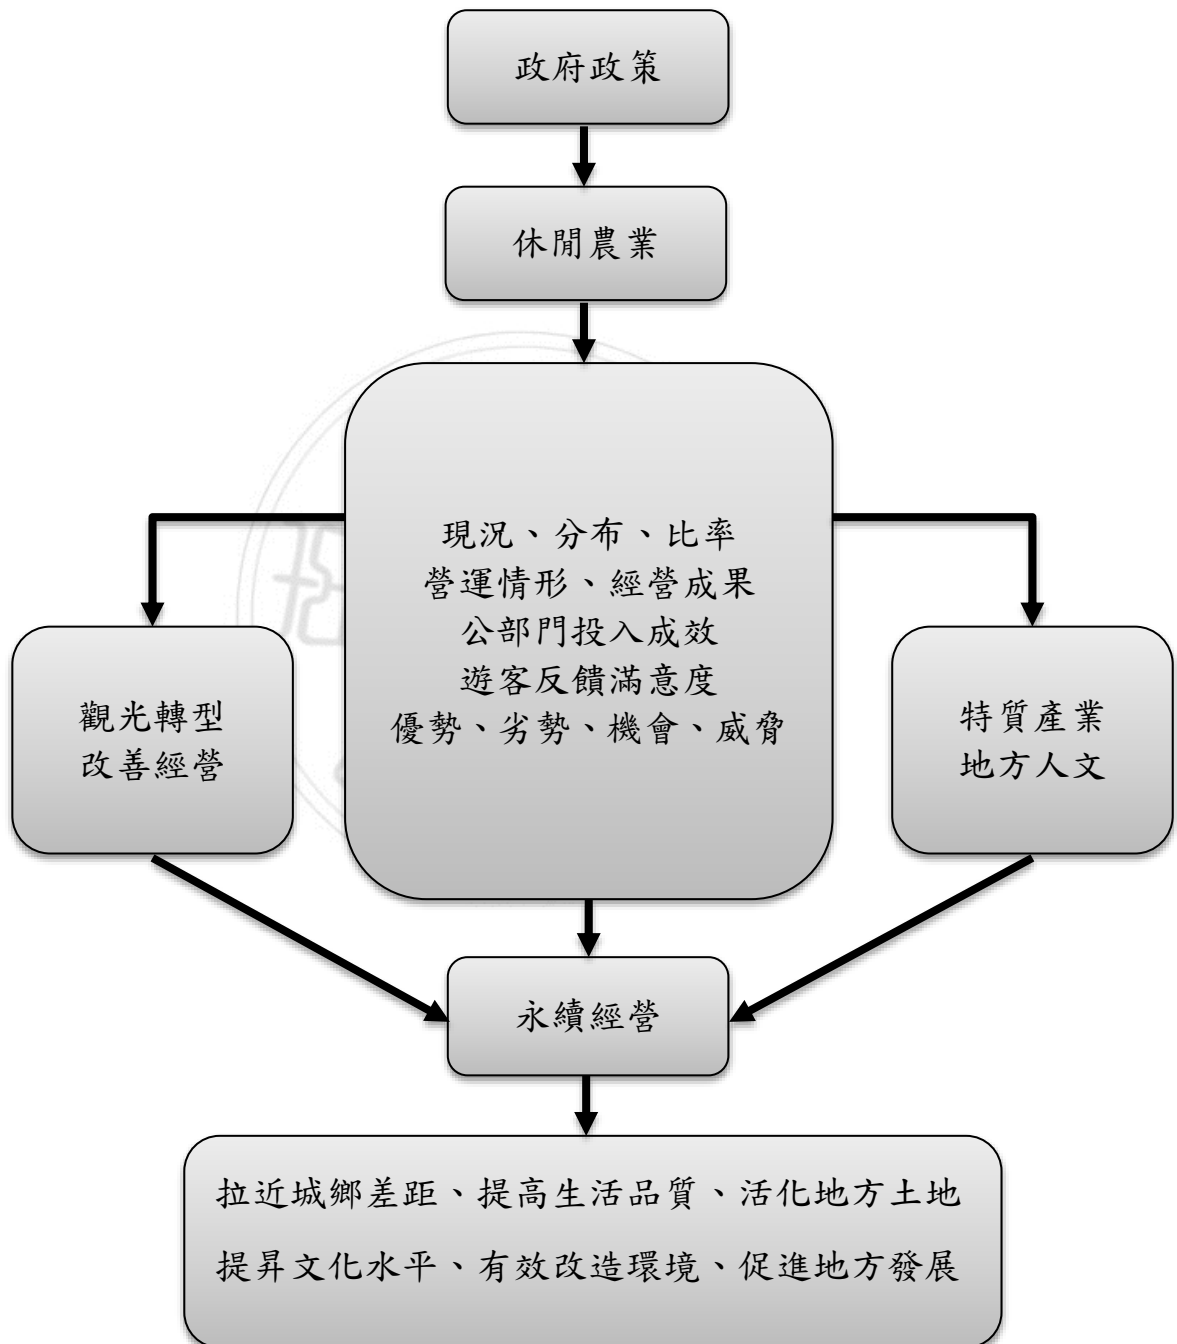 政府政策
休閒農業
現況、分布、比率
營運情形、經營成果
公部門投入成效
遊客反饋滿意度
優勢、劣勢、機會、威脅
觀光轉型
改善經營
特質產業
地方人文
永續經營
拉近城鄉差距、提高生活品質、活化地方土地
提昇文化水平、有效改造環境、促進地方發展